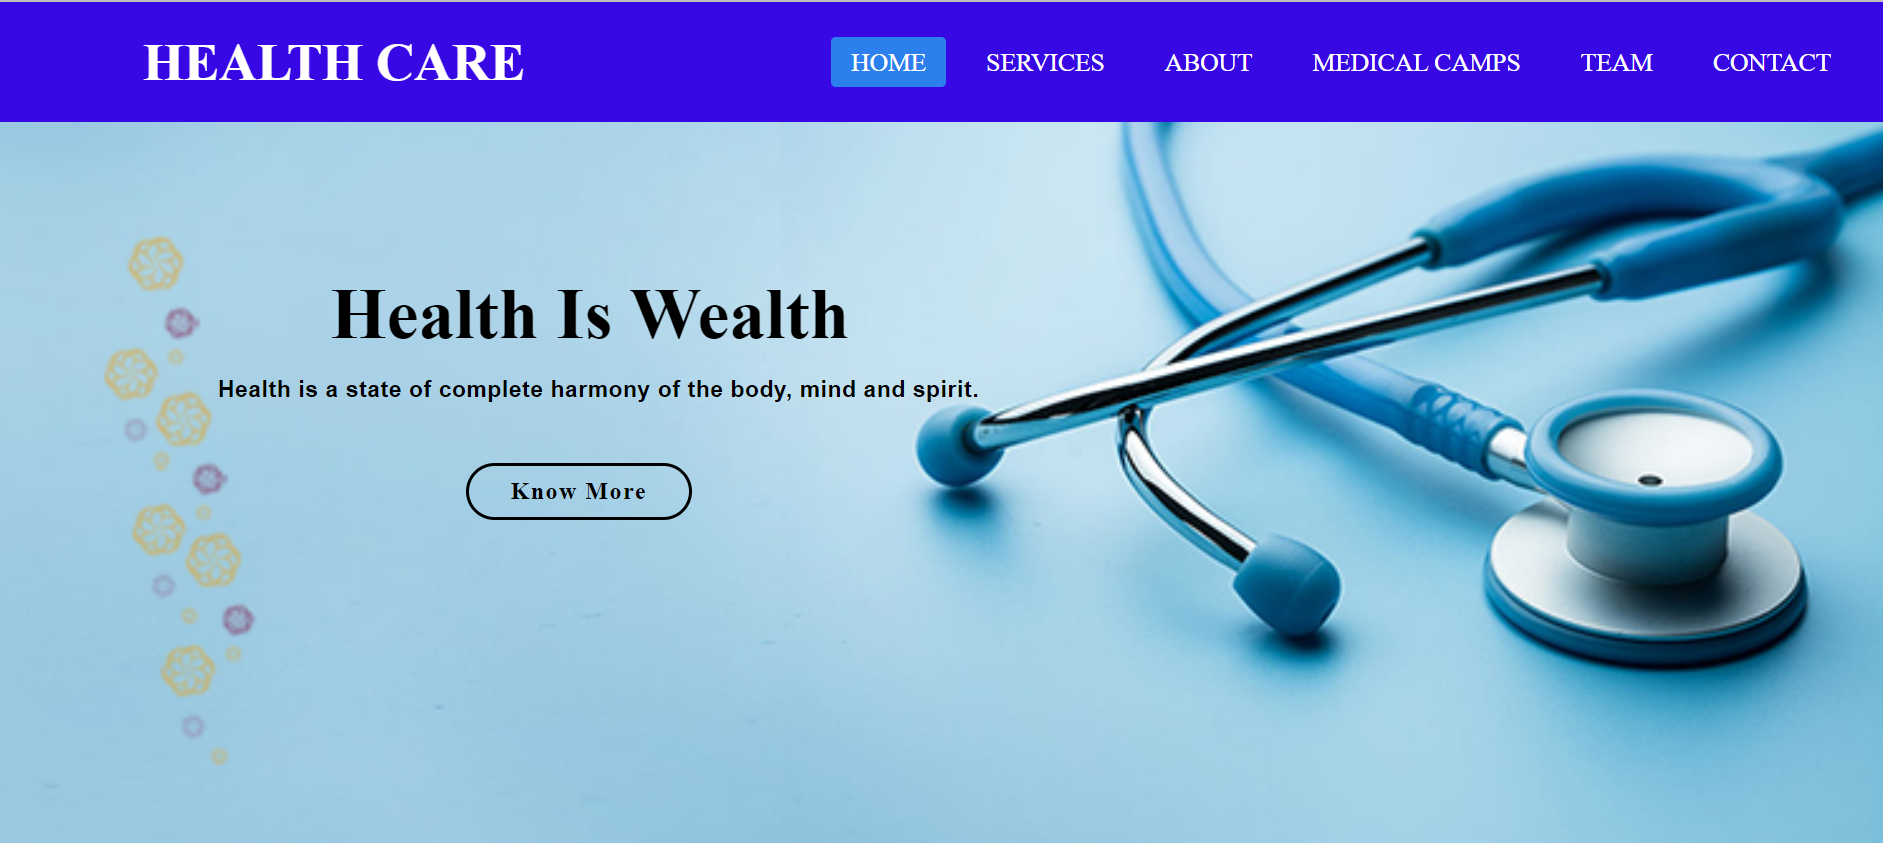 HEALTH CARE
HOME SERVICES ABOUT MEDICAL CAMPS TEAM CONTACT
Health Is Wealth
Health is a state of complete harmony of the body, mind and spirit.
Know More